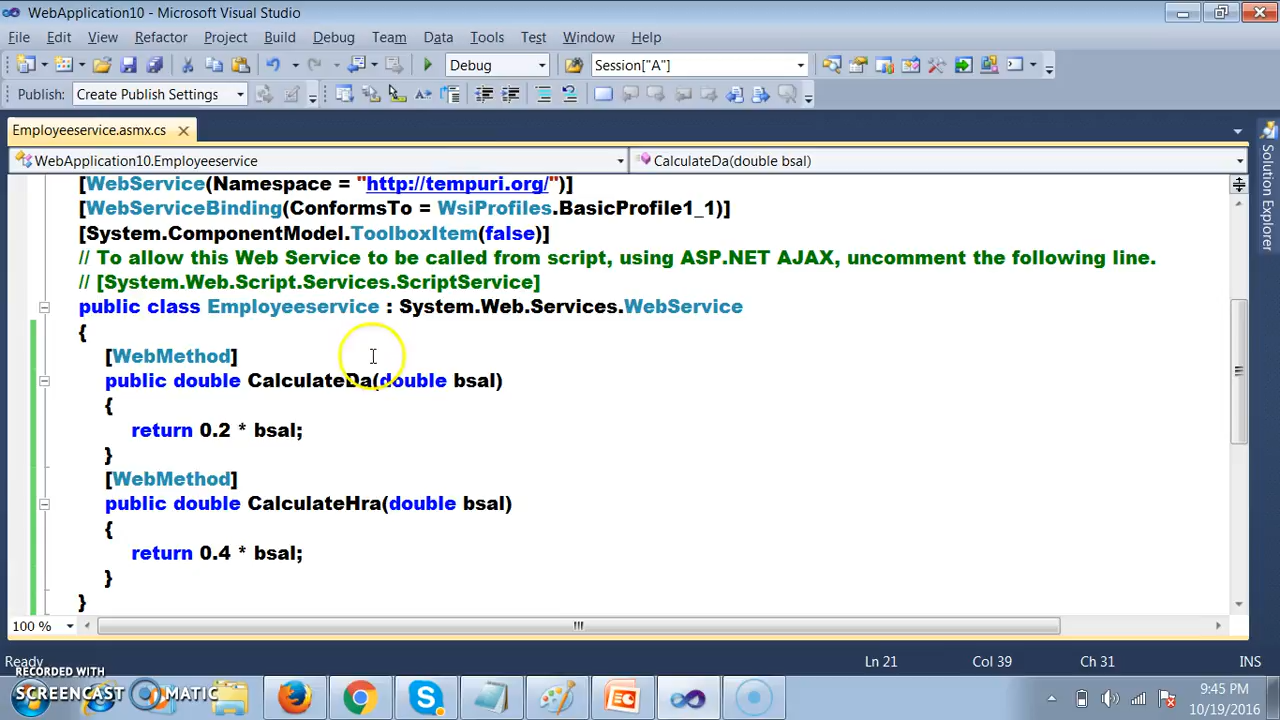 WebApplication10 - Microsoft Visual Studio
File Edit View Refactor Project Build Debug Team Data Tools Test Window Help
Debug Session["A"]
Publish: Create Publish Settings
Employeeservice.asmx.cs
WebApplication10.Employeeservice CalculateDa(double bsal)
[WebService(Namespace = "http://tempuri.org/")]
[WebServiceBinding(ConformsTo = WsiProfiles.BasicProfile1_1)]
[System.ComponentModel.ToolboxItem(false)]
// To allow this Web Service to be called from script, using ASP.NET AJAX, uncomment the following line.
// [System.Web.Script.Services.ScriptService]
public class Employeeservice : System.Web.Services.WebService
{
[WebMethod]
public double CalculateDa(double bsal)
{
return 0.2 * bsal;
}
[WebMethod]
public double CalculateHra(double bsal)
{
return 0.4 * bsal;
}
}
Solution Explorer
100 %
Ready Ln 21 Col 39 Ch 31 INS
RECORDED WITH
SCREENCAST MATIC
9:45 PM
10/19/2016